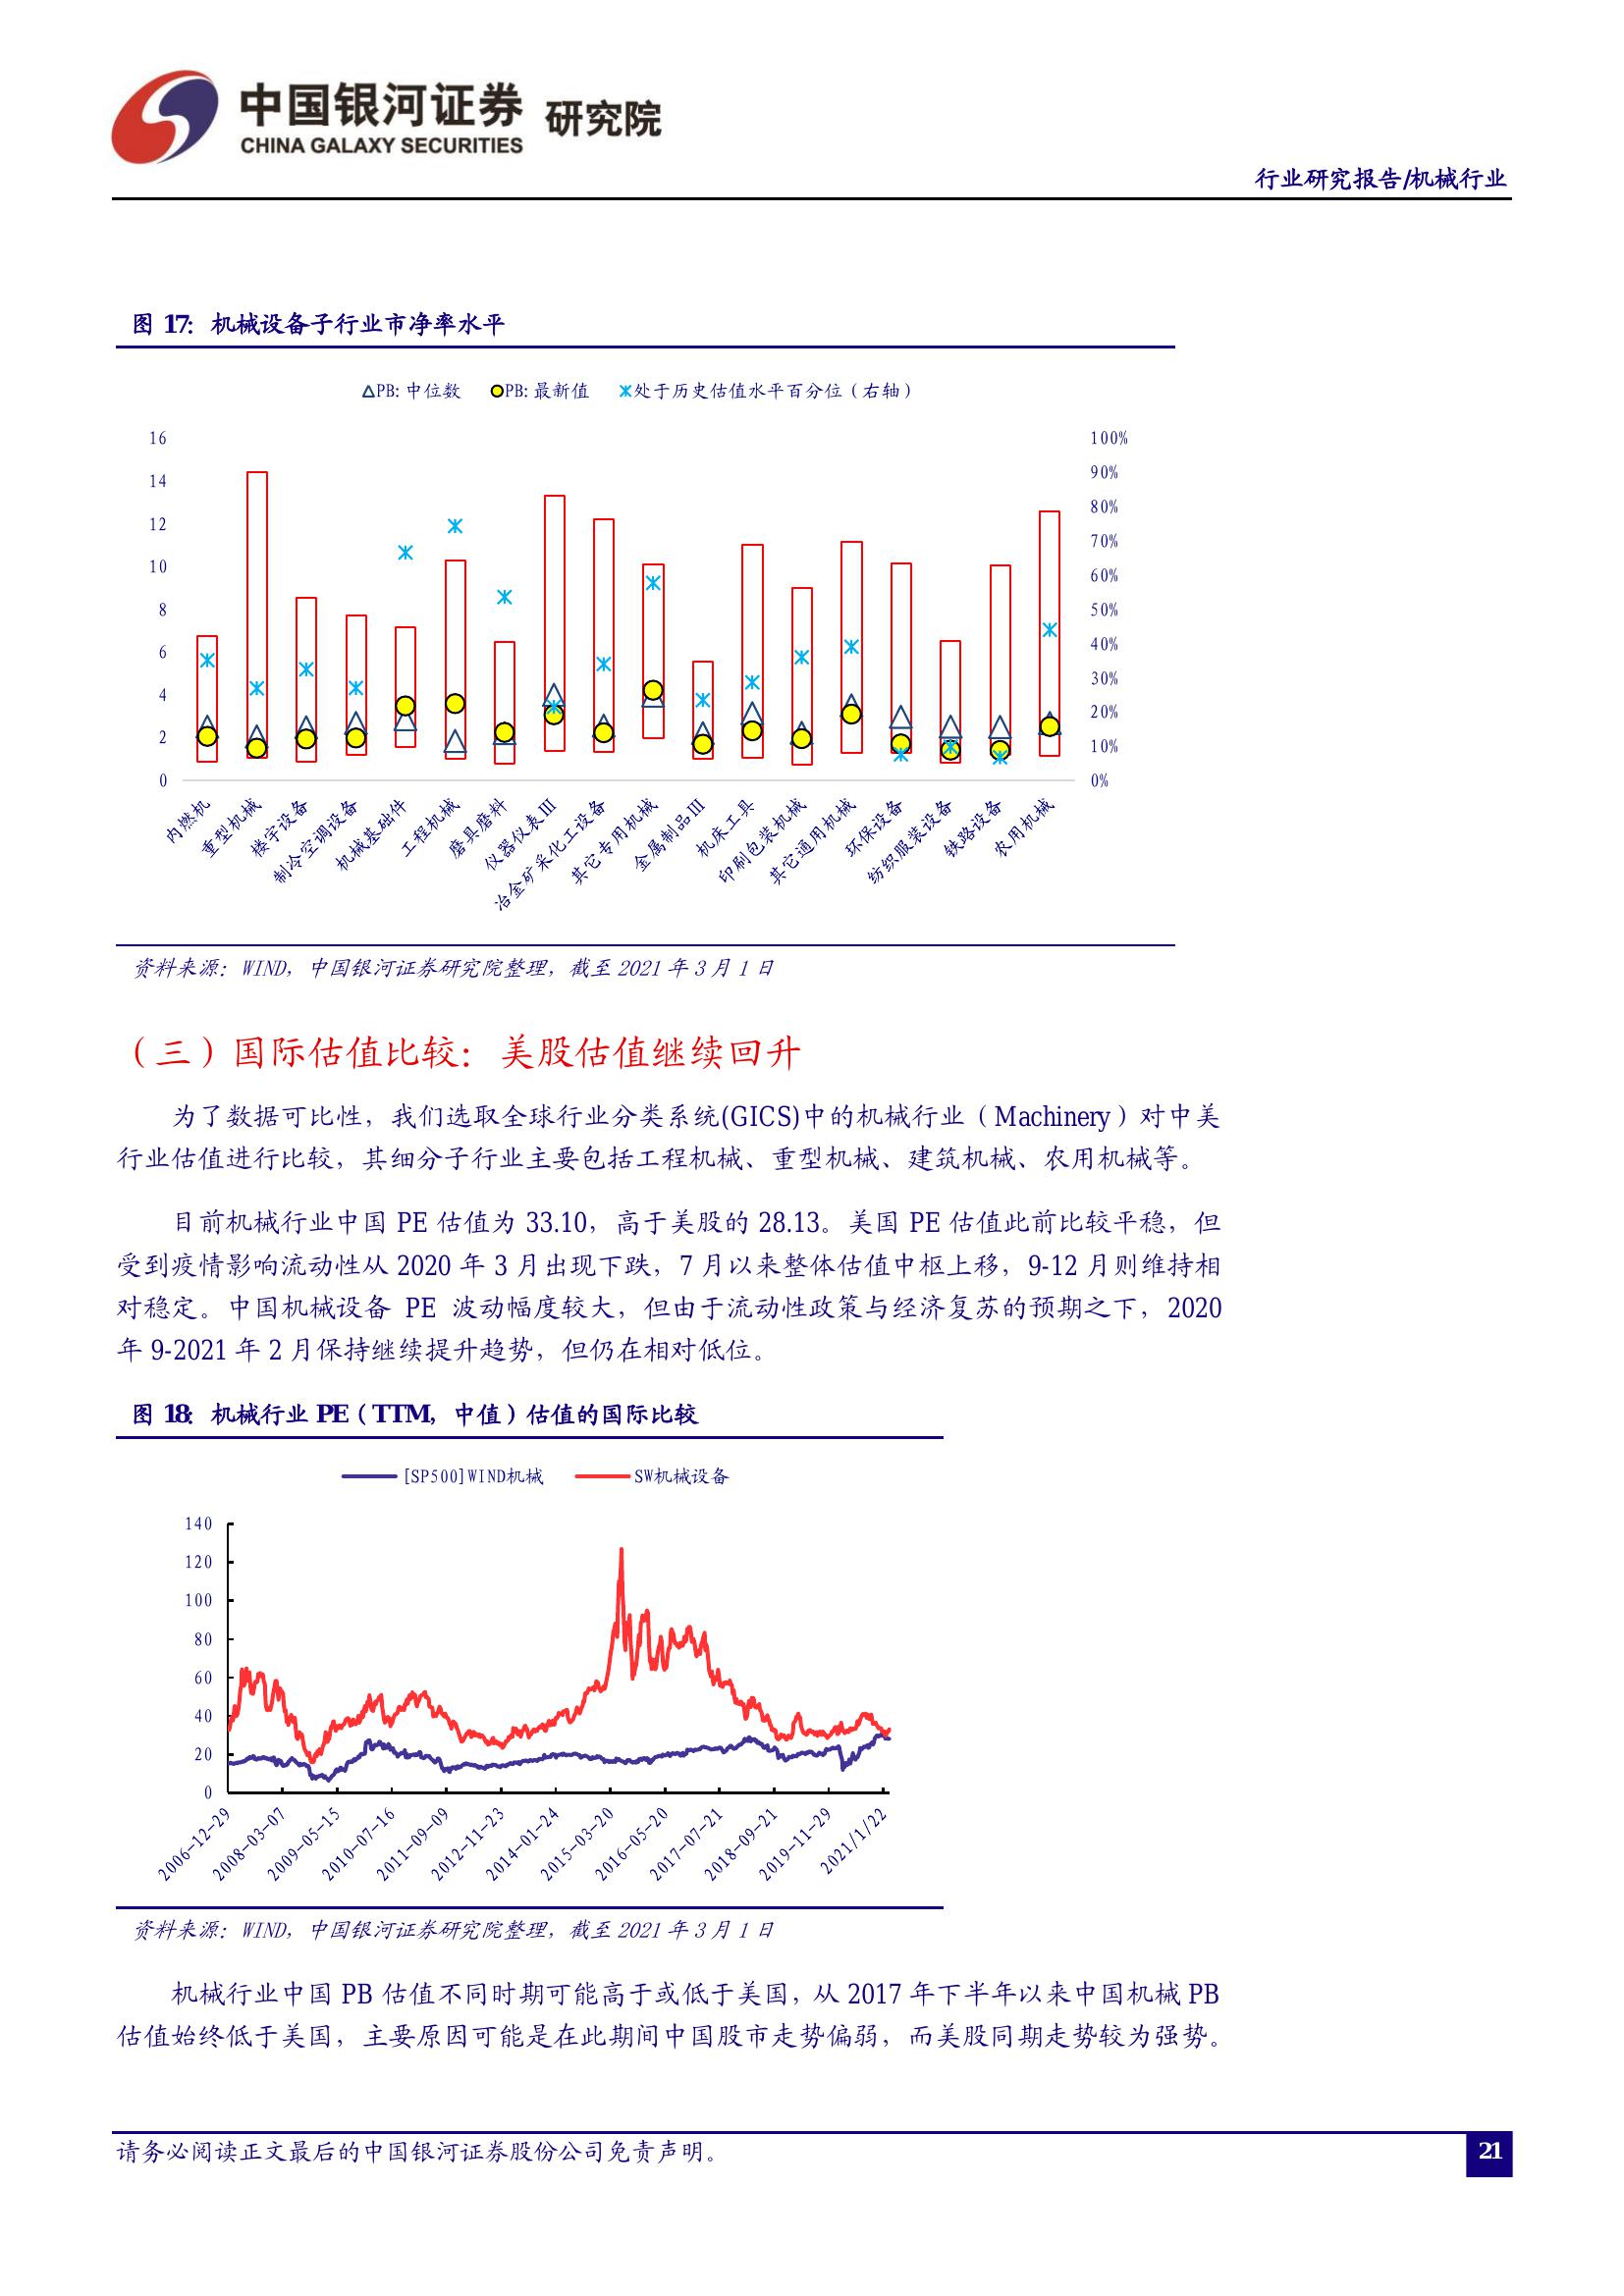 中国银河证券 研究院
CHINA GALAXY SECURITIES
行业研究报告/机械行业
图 17: 机械设备子行业市净率水平
PB: 中位数 PB: 最新值 处于历史估值水平百分位（右轴）
16
14
12
10
8
6
4
2
0
100%
90%
80%
70%
60%
50%
40%
30%
20%
10%
0%
内燃机
重型机械
楼宇设备
制冷空调设备
机械基础件
工程机械
磨具磨料
仪器仪表III
冶金矿采化工设备
其它专用机械
金属制品III
机床工具
印刷包装机械
其它通用机械
环保设备
纺织服装设备
铁路设备
农用机械
资料来源：WIND，中国银河证券研究院整理，截至 2021 年 3 月 1 日
（三）国际估值比较：美股估值继续回升
为了数据可比性，我们选取全球行业分类系统(GICS)中的机械行业（Machinery）对中美
行业估值进行比较，其细分子行业主要包括工程机械、重型机械、建筑机械、农用机械等。
目前机械行业中国 PE 估值为 33.10，高于美股的 28.13。美国 PE 估值此前比较平稳，但
受到疫情影响流动性从 2020 年 3 月出现下跌，7 月以来整体估值中枢上移，9-12 月则维持相
对稳定。中国机械设备 PE 波动幅度较大，但由于流动性政策与经济复苏的预期之下，2020
年 9-2021 年 2 月保持继续提升趋势，但仍在相对低位。
图 18: 机械行业 PE（TTM，中值）估值的国际比较
[SP500]WIND机械 SW机械设备
140
120
100
80
60
40
20
0
2006-12-29
2008-03-07
2009-05-15
2010-07-16
2011-09-09
2012-11-23
2014-01-24
2015-03-20
2016-05-20
2017-07-21
2018-09-21
2019-11-29
2021/1/22
资料来源：WIND，中国银河证券研究院整理，截至 2021 年 3 月 1 日
机械行业中国 PB 估值不同时期可能高于或低于美国，从 2017 年下半年以来中国机械 PB
估值始终低于美国，主要原因可能是在此期间中国股市走势偏弱，而美股同期走势较为强势。
请务必阅读正文最后的中国银河证券股份公司免责声明。
21